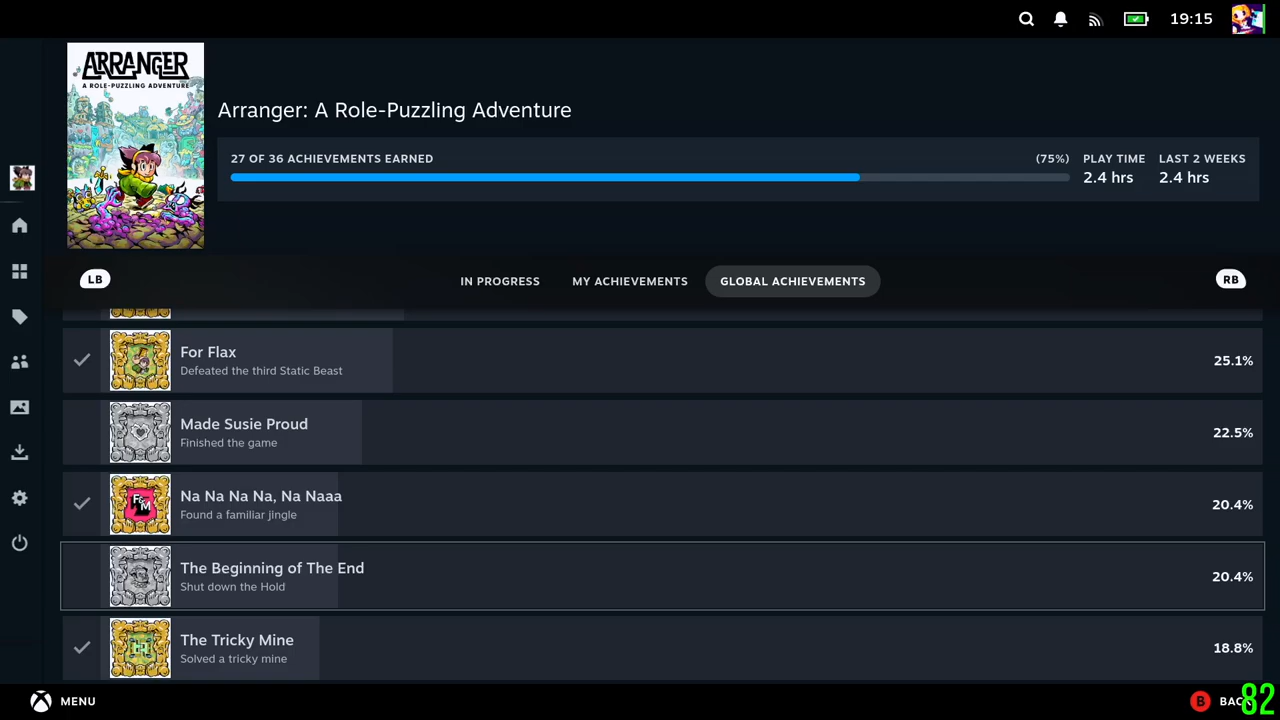 19:15
ARRANGER
A ROLE-PUZZLING ADVENTURE
Arranger: A Role-Puzzling Adventure
27 OF 36 ACHIEVEMENTS EARNED
(75%)
PLAY TIME
LAST 2 WEEKS
2.4 hrs
2.4 hrs
LB
IN PROGRESS
MY ACHIEVEMENTS
GLOBAL ACHIEVEMENTS
RB
For Flax
Defeated the third Static Beast
25.1%
Made Susie Proud
Finished the game
22.5%
F&M
Na Na Na Na, Na Naaa
Found a familiar jingle
20.4%
The Beginning of The End
Shut down the Hold
20.4%
The Tricky Mine
Solved a tricky mine
18.8%
MENU
B
82